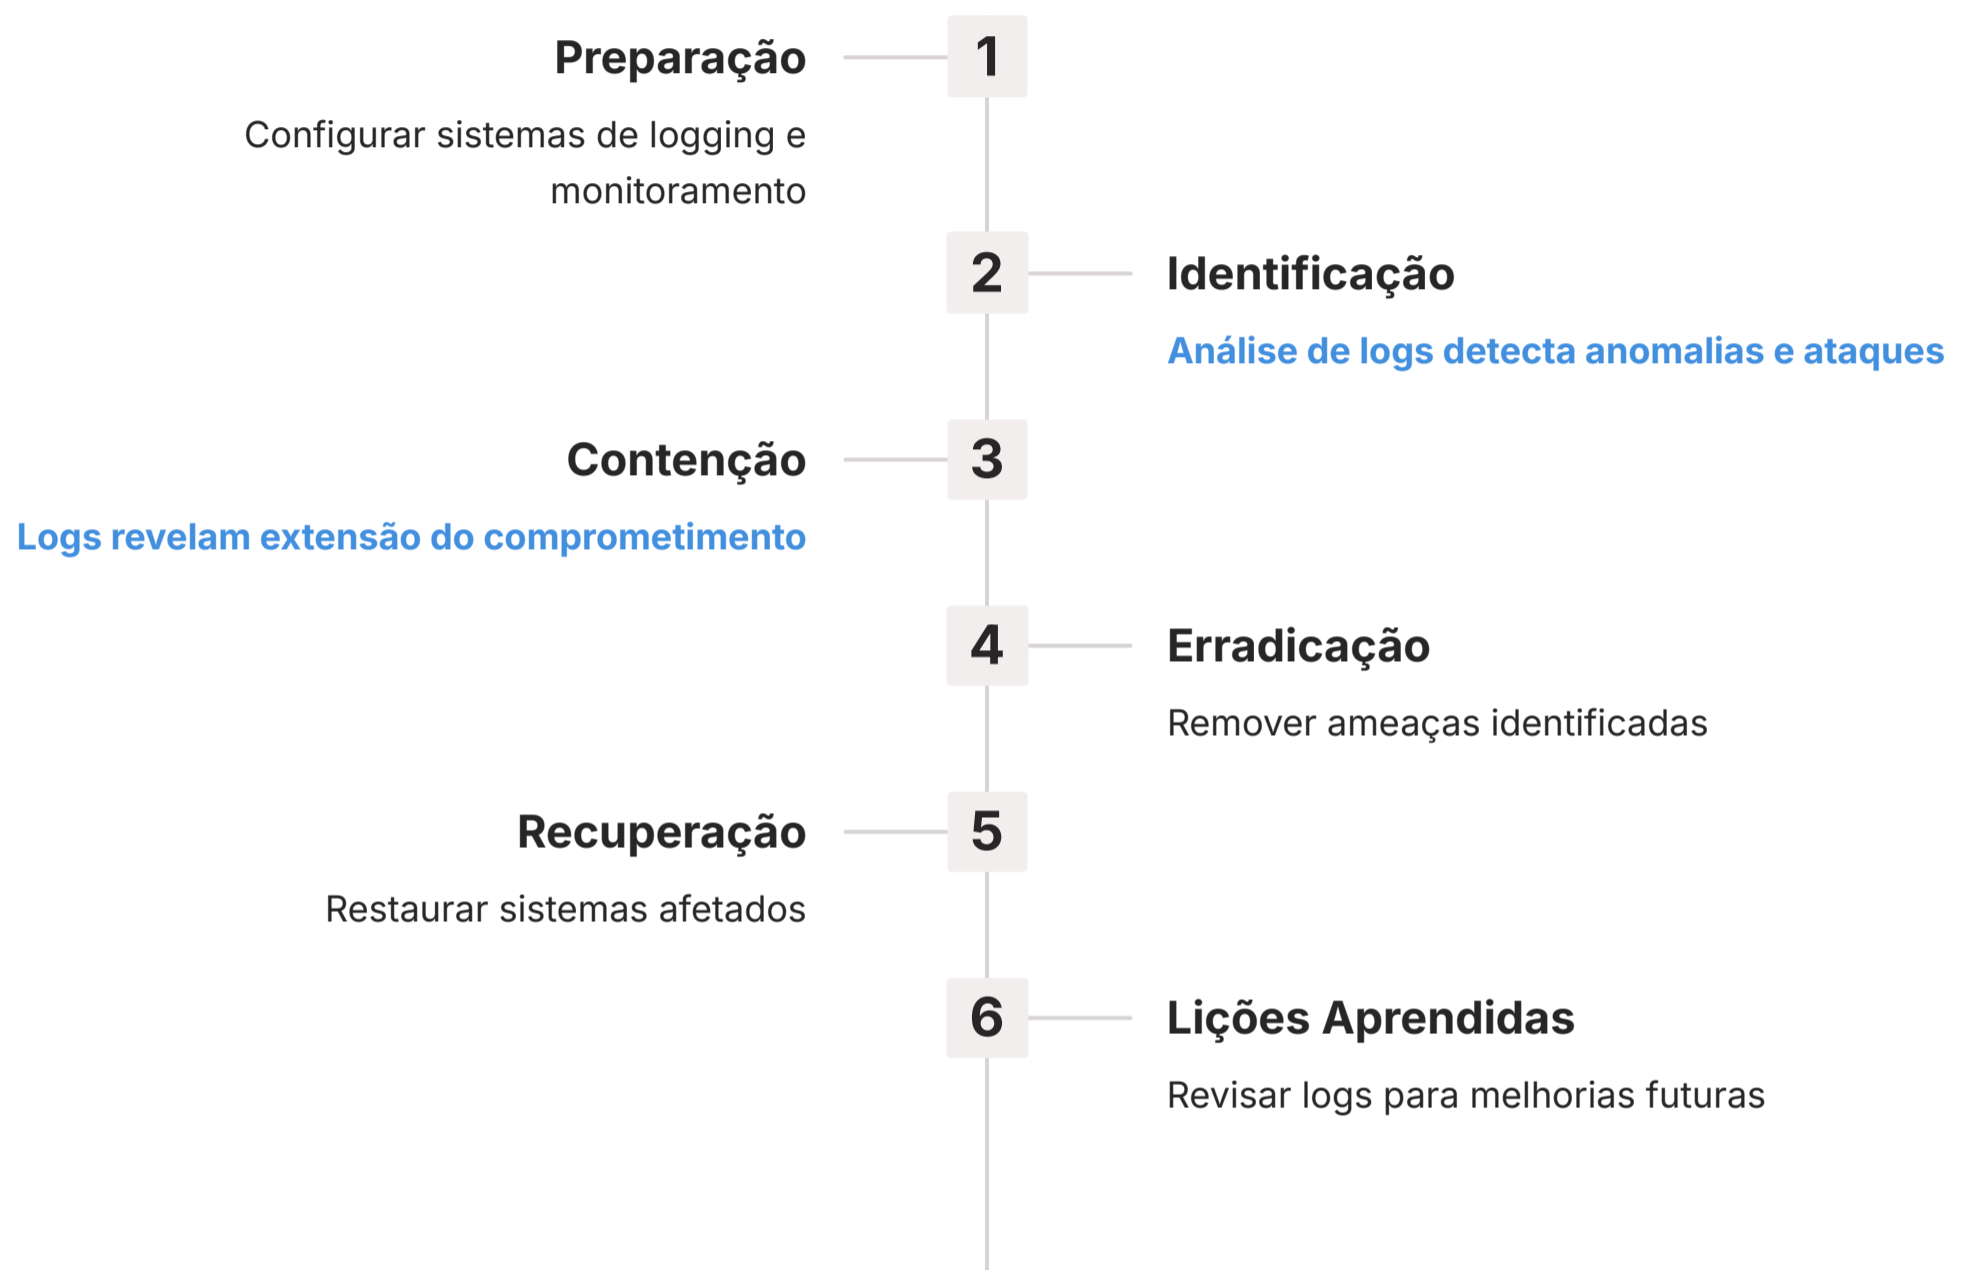 1
Preparação
Configurar sistemas de logging e
monitoramento
2
Identificação
Análise de logs detecta anomalias e ataques
3
Contenção
Logs revelam extensão do comprometimento
4
Erradicação
Remover ameaças identificadas
5
Recuperação
Restaurar sistemas afetados
6
Lições Aprendidas
Revisar logs para melhorias futuras